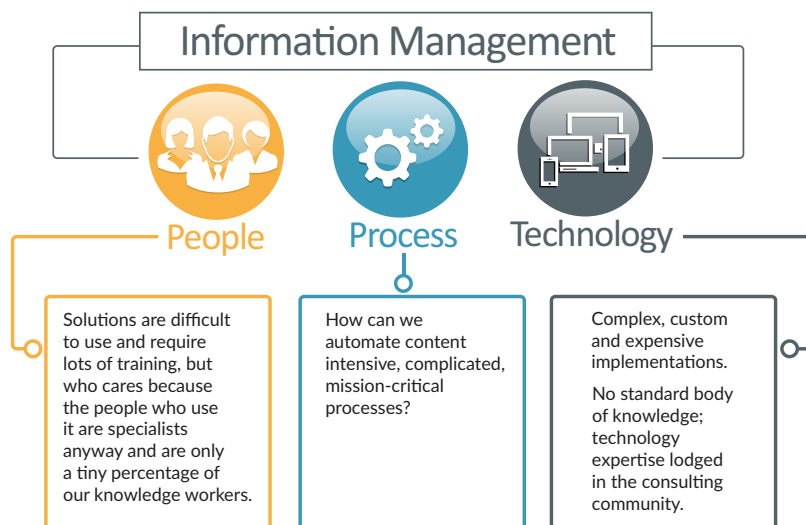 Information Management
People
Process
Technology
Solutions are difficult
to use and require
lots of training, but
who cares because
the people who use
it are specialists
anyway and are only
a tiny percentage of
our knowledge workers.
How can we
automate content
intensive, complicated,
mission-critical
processes?
Complex, custom
and expensive
implementations.
No standard body
of knowledge;
technology
expertise lodged
in the consulting
community.